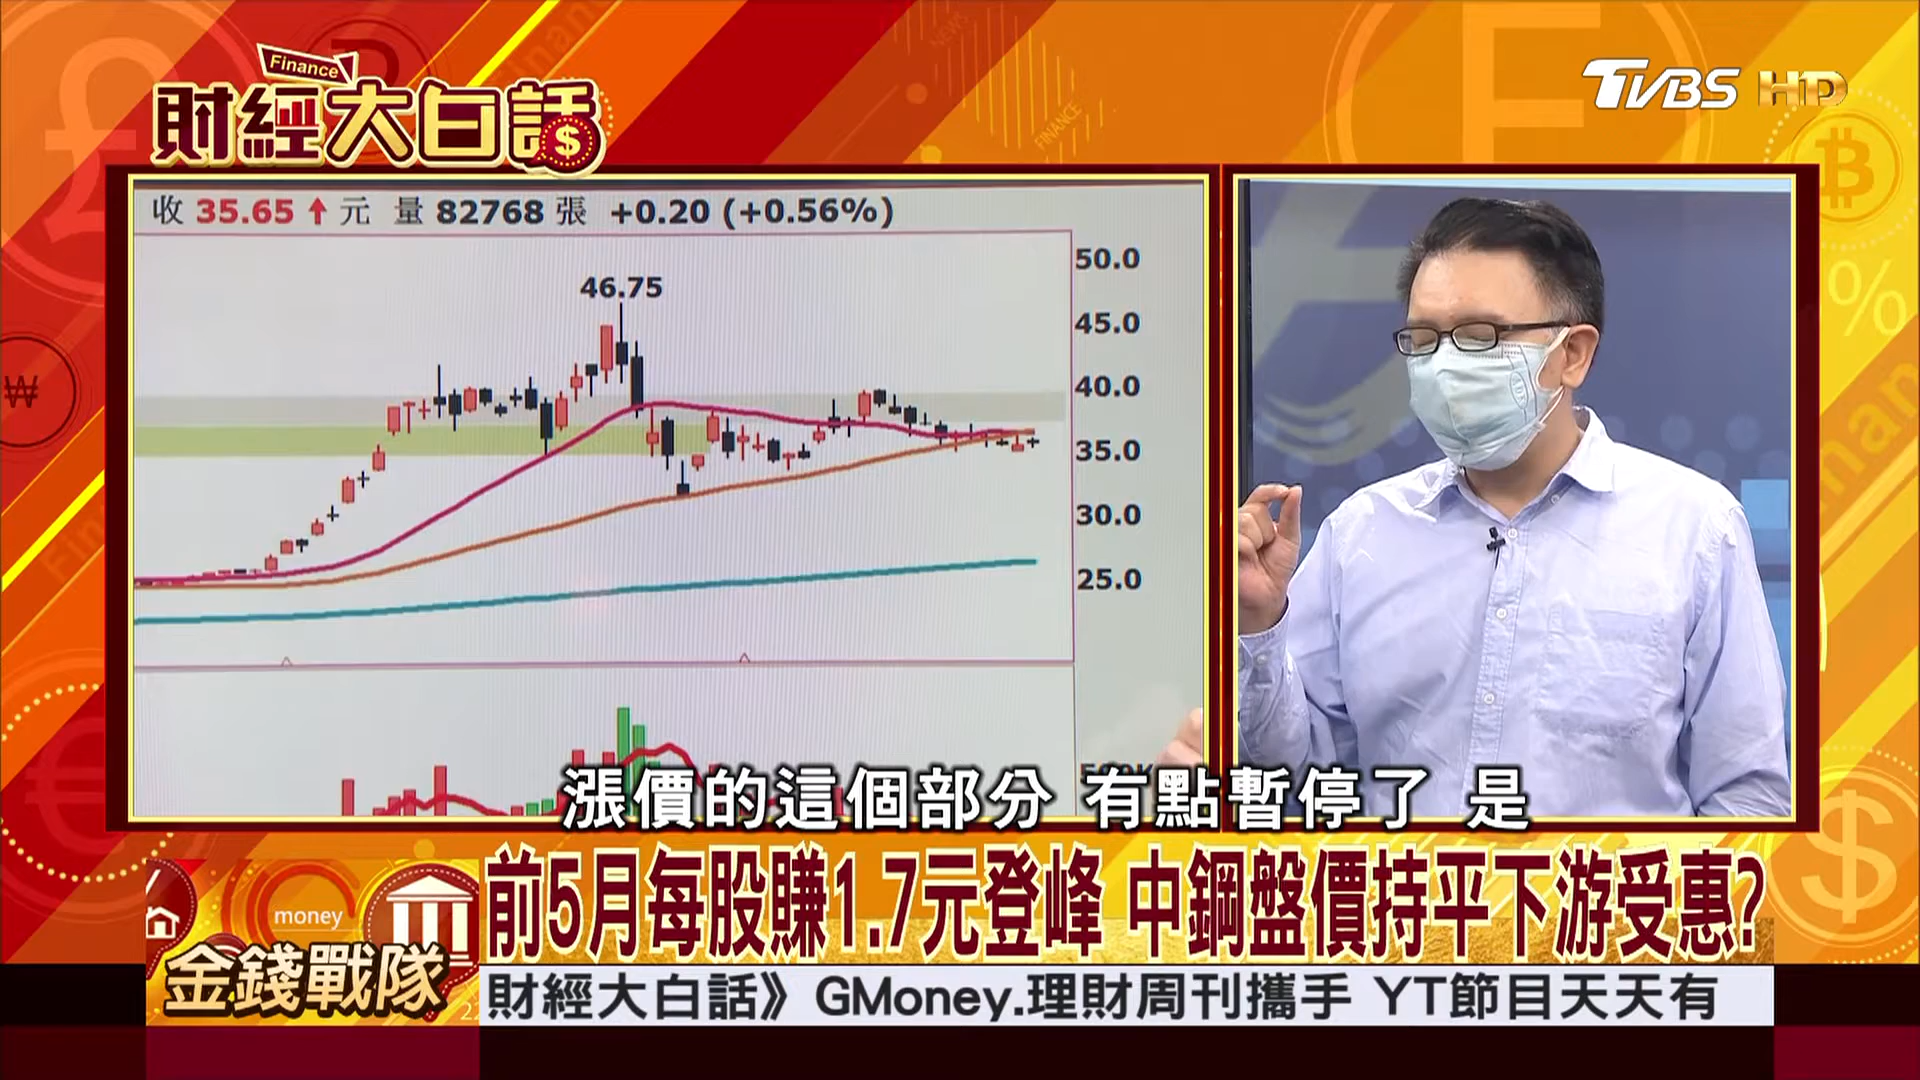 Finance
財經大白話
$
TVBS HD
收 35.65 ↑ 元 量 82768 張 +0.20 (+0.56%)
46.75
50.0
45.0
40.0
35.0
30.0
25.0
漲價的這個部分 有點暫停了 是
money
金錢戰隊
前5月每股賺1.7元登峰 中鋼盤價持平下游受惠?
財經大白話》GMoney.理財周刊攜手 YT節目天天有